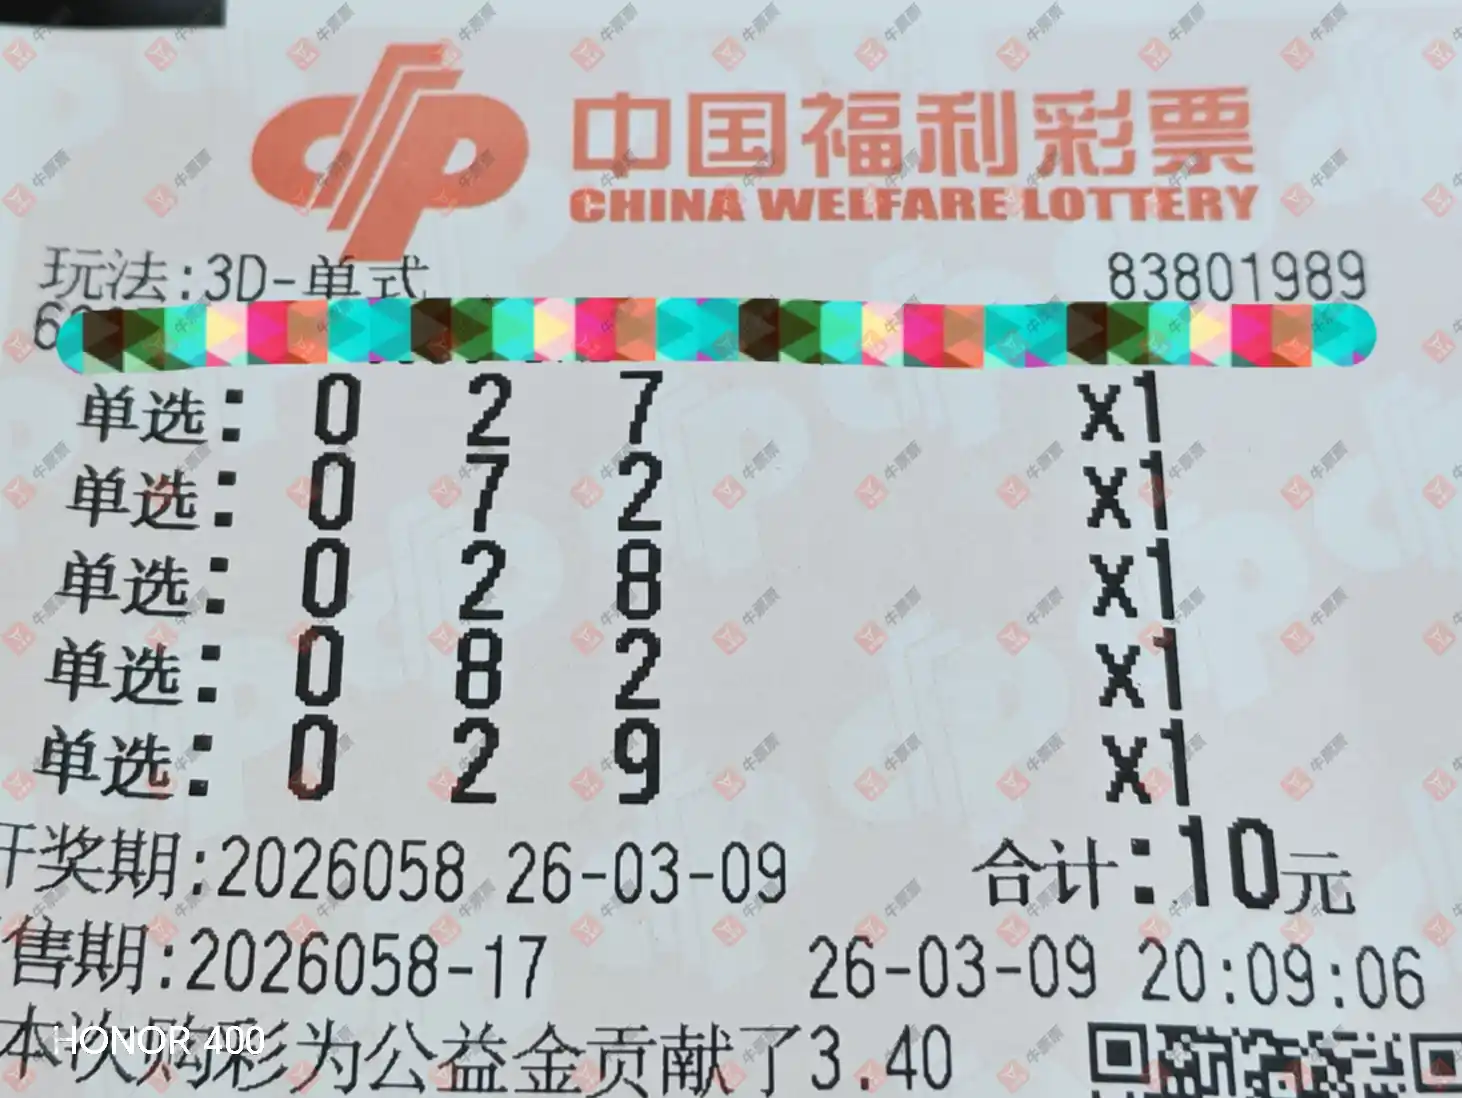 中国福利彩票
CHINA WELFARE LOTTERY
玩法:3D-单式 83801989
单选: 0 2 7 x1
单选: 0 7 2 x1
单选: 0 2 8 x1
单选: 0 8 2 x1
单选: 0 2 9 x1
开奖期:2026058 26-03-09 合计:10元
售期:2026058-17 26-03-09 20:09:06
本次购彩为公益金贡献了3.40
HONOR 400
牛票票